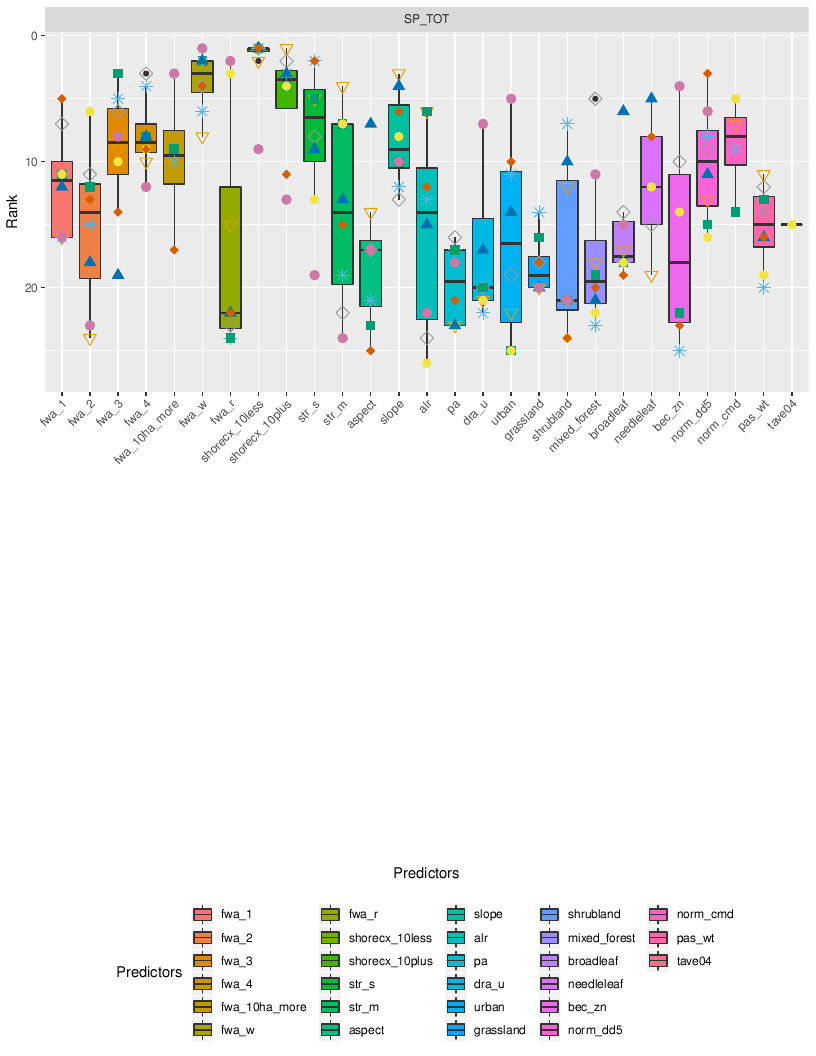 SP_TOT
0
10
20
Rank
fwa_1
fwa_2
fwa_3
fwa_4
fwa_10ha_more
fwa_w
fwa_r
shorecx_10less
shorecx_10plus
str_s
str_m
aspect
slope
alr
pa
dra_u
urban
grassland
shrubland
mixed_forest
broadleaf
needleleaf
bec_zn
norm_dd5
norm_cmd
pas_wt
tave04
Predictors
Predictors
fwa_1 fwa_r slope shrubland norm_cmd
fwa_2 shorecx_10less alr mixed_forest pas_wt
fwa_3 shorecx_10plus pa broadleaf tave04
fwa_4 str_s dra_u needleleaf
fwa_10ha_more str_m urban bec_zn
fwa_w aspect grassland norm_dd5